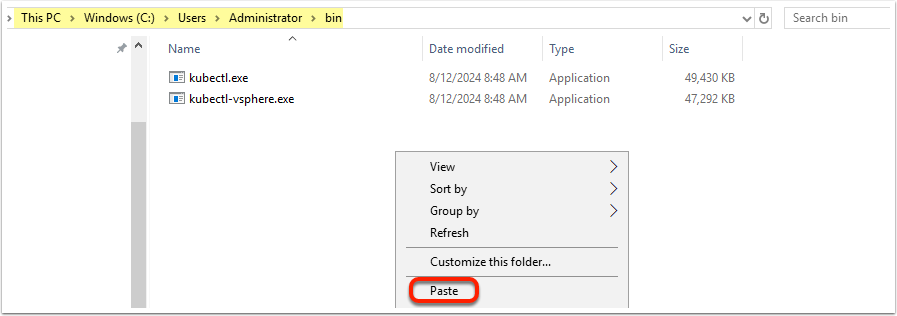 This PC > Windows (C:) > Users > Administrator > bin
Search bin
Name Date modified Type Size
kubectl.exe 8/12/2024 8:48 AM Application 49,430 KB
kubectl-vsphere.exe 8/12/2024 8:48 AM Application 47,292 KB
View
Sort by
Group by
Refresh
Customize this folder...
Paste